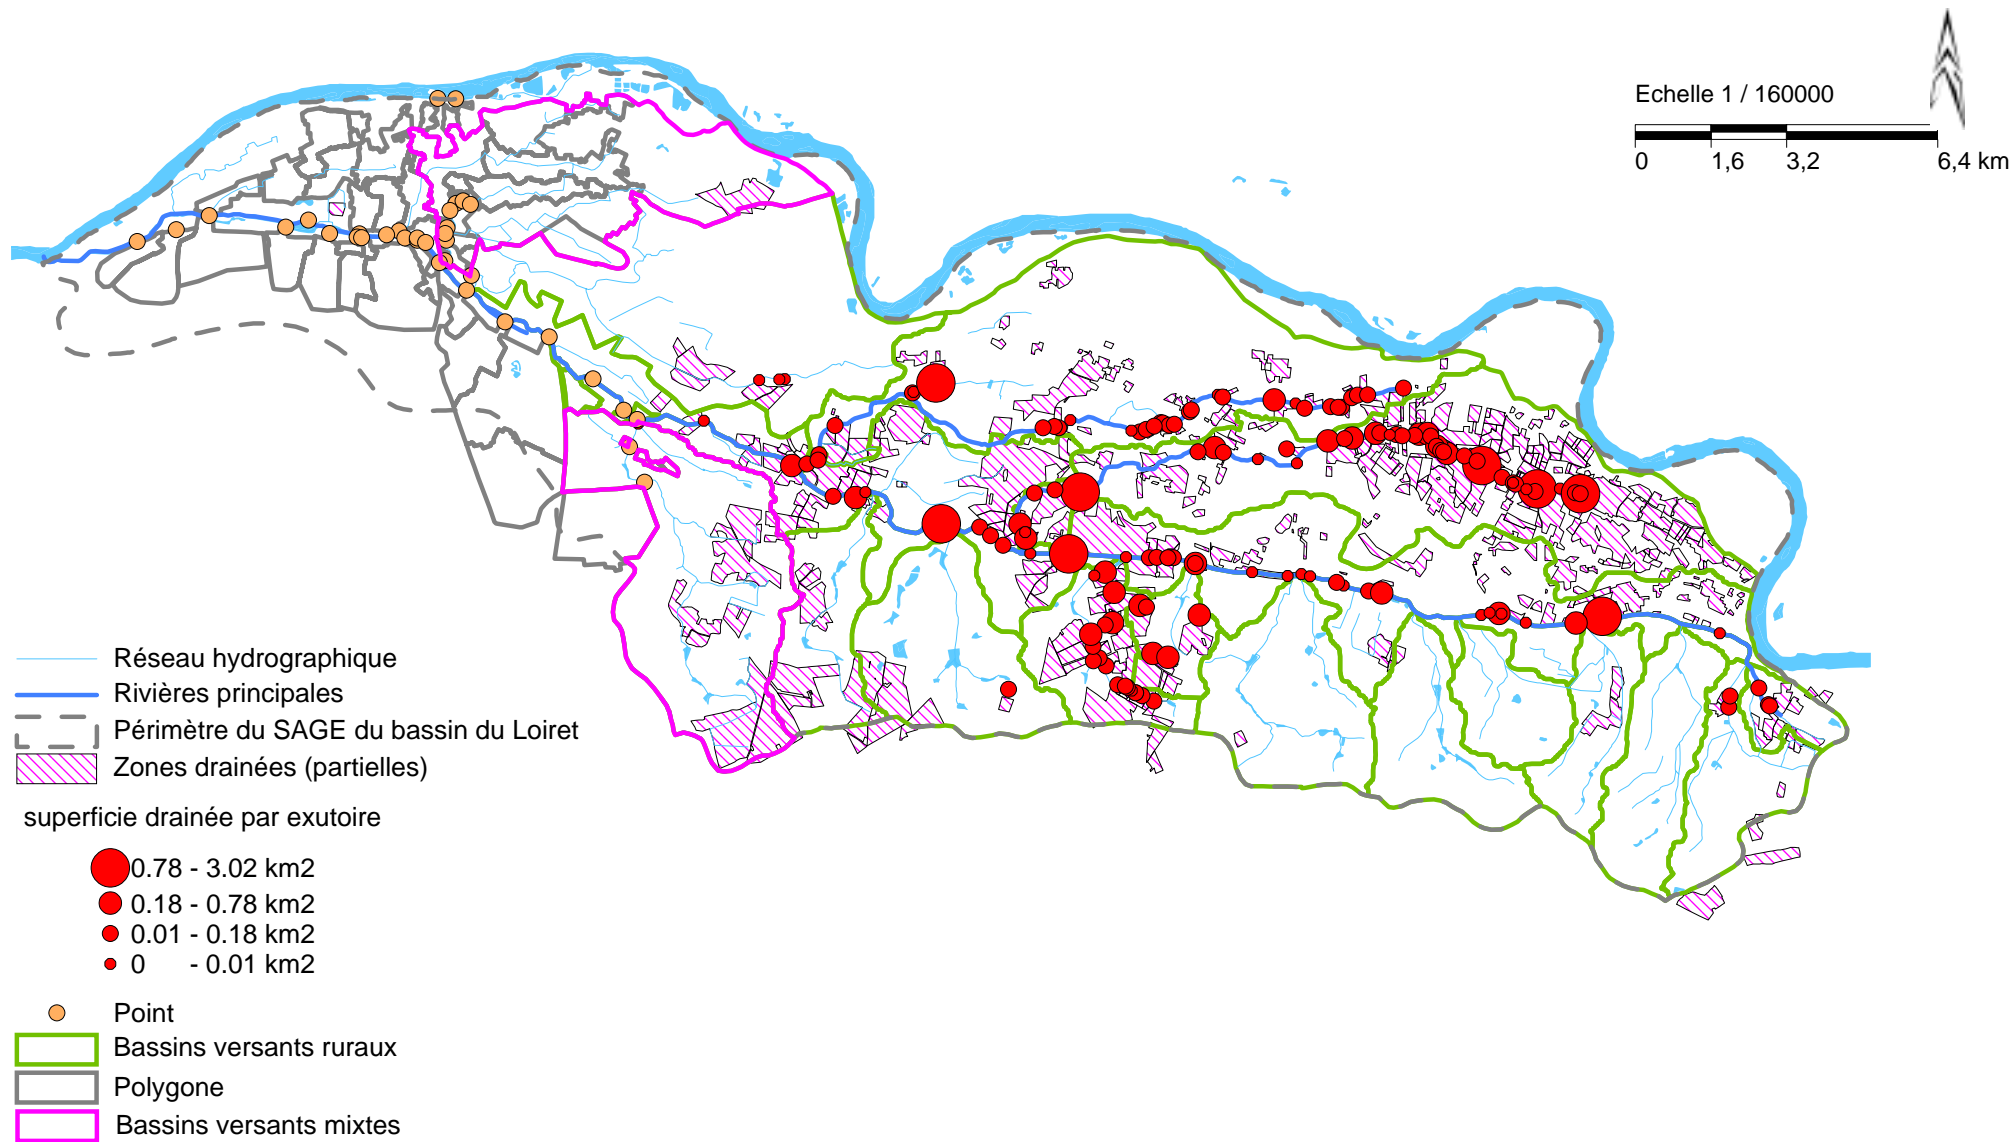 Echelle 1 / 160000
0 1,6 3,2 6,4 km
Réseau hydrographique
Rivières principales
Périmètre du SAGE du bassin du Loiret
Zones drainées (partielles)
superficie drainée par exutoire
0.78 - 3.02 km2
0.18 - 0.78 km2
0.01 - 0.18 km2
0 - 0.01 km2
Point
Bassins versants ruraux
Polygone
Bassins versants mixtes